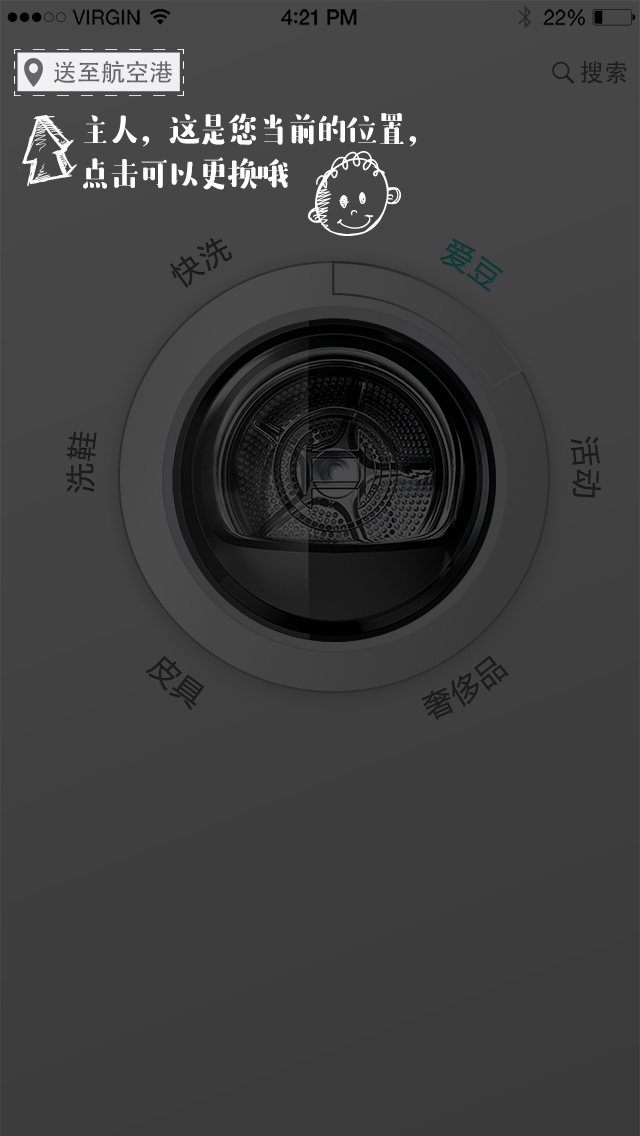 VIRGIN 4:21 PM 22%
送至航空港 搜索
主人，这是您当前的位置，
点击可以更换哦
快洗 爱豆
洗鞋 活动
皮具 奢侈品